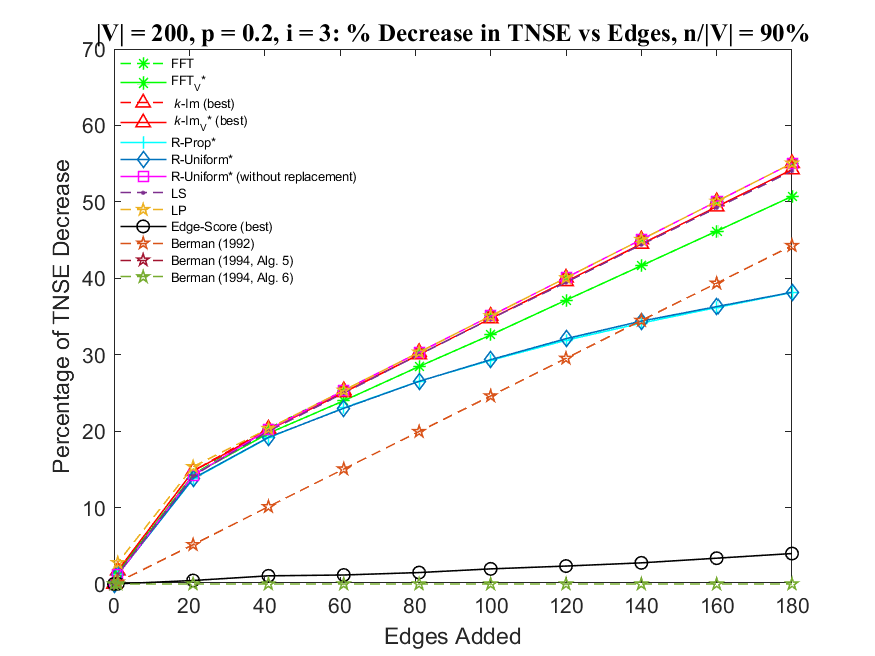 |V| = 200, p = 0.2, i = 3: % Decrease in TNSE vs Edges, n/|V| = 90%
70
60
50
40
30
20
10
0
Percentage of TNSE Decrease
FFT
FFT_V*
k-Im (best)
k-Im_V* (best)
R-Prop*
R-Uniform*
R-Uniform* (without replacement)
LS
LP
Edge-Score (best)
Berman (1992)
Berman (1994, Alg. 5)
Berman (1994, Alg. 6)
0 20 40 60 80 100 120 140 160 180
Edges Added